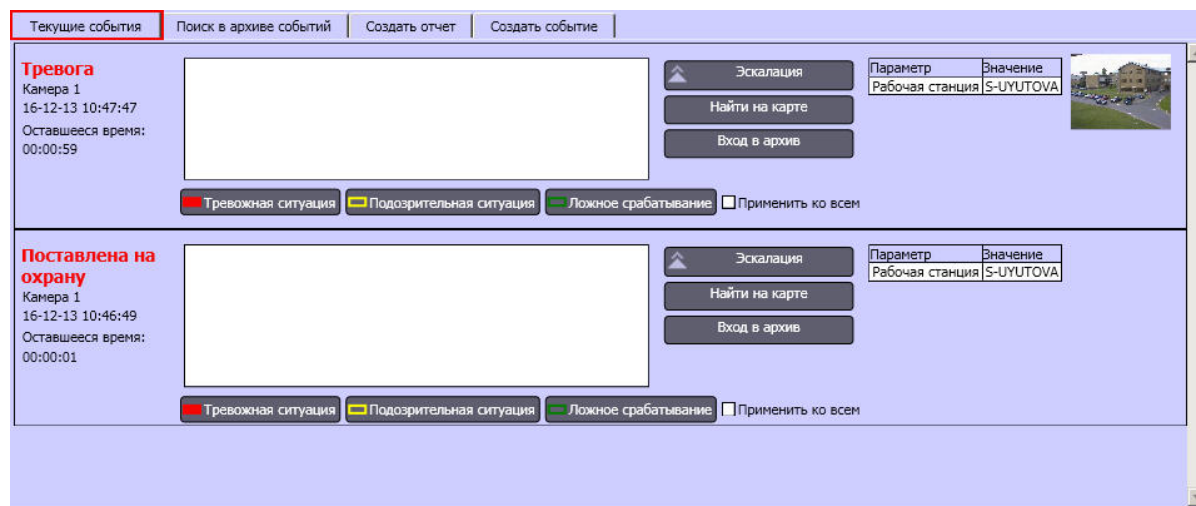 Текущие события
Поиск в архиве событий
Создать отчет
Создать событие
Тревога
Камера 1
16-12-13 10:47:47
Оставшееся время:
00:00:59
Эскалация
Найти на карте
Вход в архив
Параметр Значение
Рабочая станция S-UYUTOVA
Тревожная ситуация
Подозрительная ситуация
Ложное срабатывание
Применить ко всем
Поставлена на
охрану
Камера 1
16-12-13 10:46:49
Оставшееся время:
00:00:01
Эскалация
Найти на карте
Вход в архив
Параметр Значение
Рабочая станция S-UYUTOVA
Тревожная ситуация
Подозрительная ситуация
Ложное срабатывание
Применить ко всем